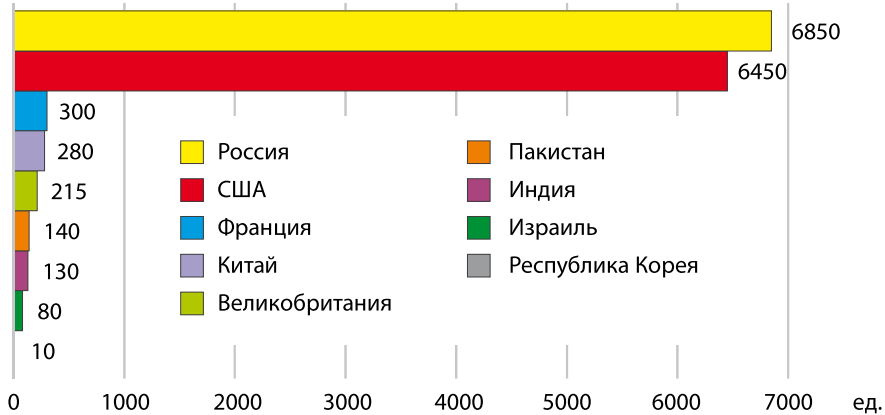 6850
6450
300
280
215
140
130
80
10
Россия
США
Франция
Китай
Великобритания
Пакистан
Индия
Израиль
Республика Корея
0 1000 2000 3000 4000 5000 6000 7000 ед.